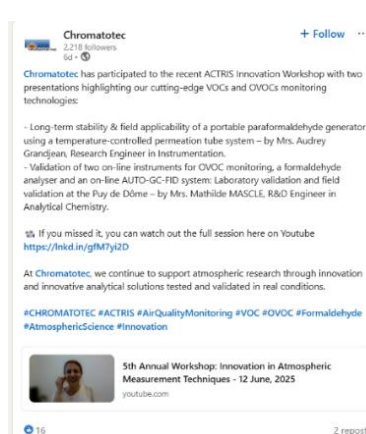 Chromatotec
+ Follow ...
2,218 followers
6d •
Chromatotec has participated to the recent ACTRIS Innovation Workshop with two
presentations highlighting our cutting-edge VOCs and OVOCs monitoring
technologies:
- Long-term stability & field applicability of a portable paraformaldehyde generator
using a temperature-controlled permeation tube system – by Mrs. Audrey
Grandjean, Research Engineer in Instrumentation.
- Validation of two on-line instruments for OVOC monitoring, a formaldehyde
analyser and an on-line AUTO-GC-FID system: Laboratory validation and field
validation at the Puy de Dôme – by Mrs. Mathilde MASCLE, R&D Engineer in
Analytical Chemistry.
If you missed it, you can watch out the full session here on Youtube
https://lnkd.in/gfM7yi2D
At Chromatotec, we continue to support atmospheric research through innovation
and innovative analytical solutions tested and validated in real conditions.
#CHROMATOTEC #ACTRIS #AirQualityMonitoring #VOC #OVOC #Formaldehyde
#AtmosphericScience #Innovation
5th Annual Workshop: Innovation in Atmospheric
Measurement Techniques - 12 June, 2025
youtube.com
16
2 repost